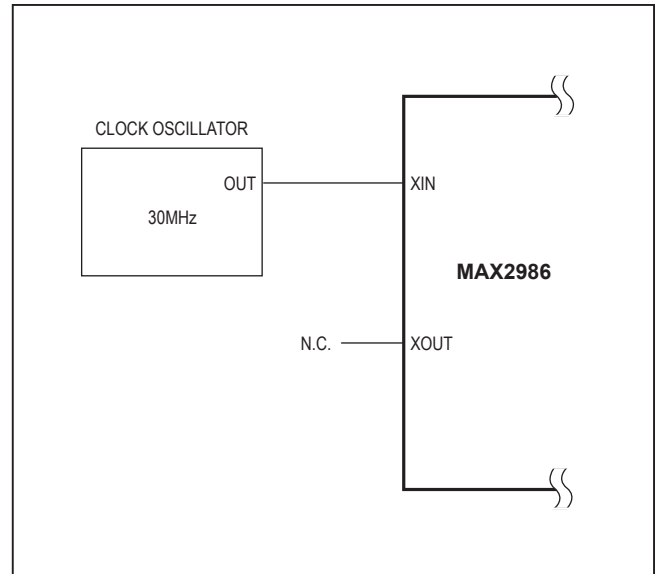 CLOCK OSCILLATOR
OUT
30MHz
XIN
MAX2986
N.C.
XOUT